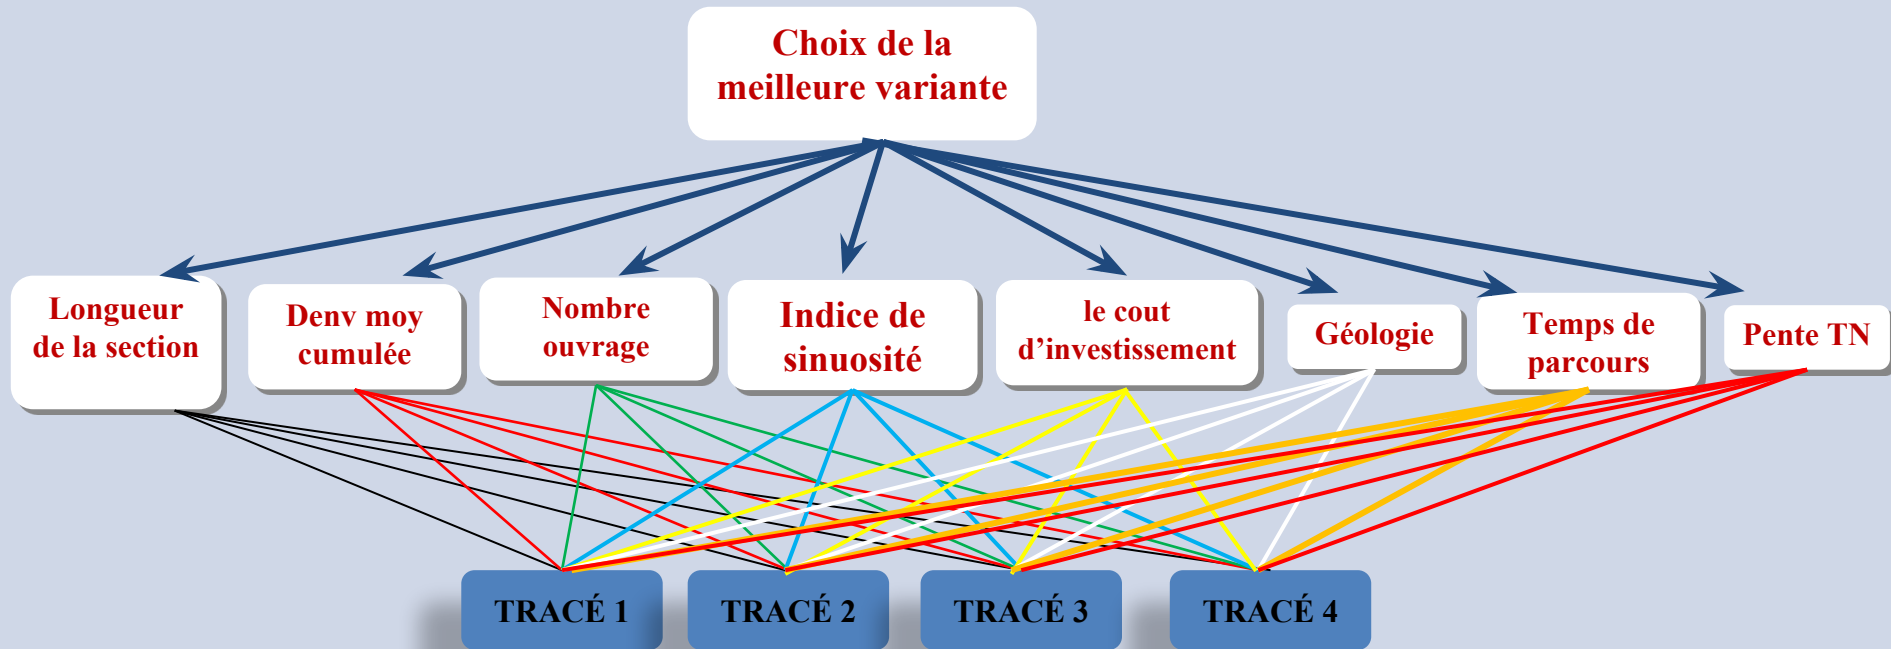 Choix de la
meilleure variante
Longueur
de la section
Denv moy
cumulée
Nombre
ouvrage
Indice de
sinuosité
le cout
d’investissement
Géologie
Temps de
parcours
Pente TN
TRACÉ 1
TRACÉ 2
TRACÉ 3
TRACÉ 4